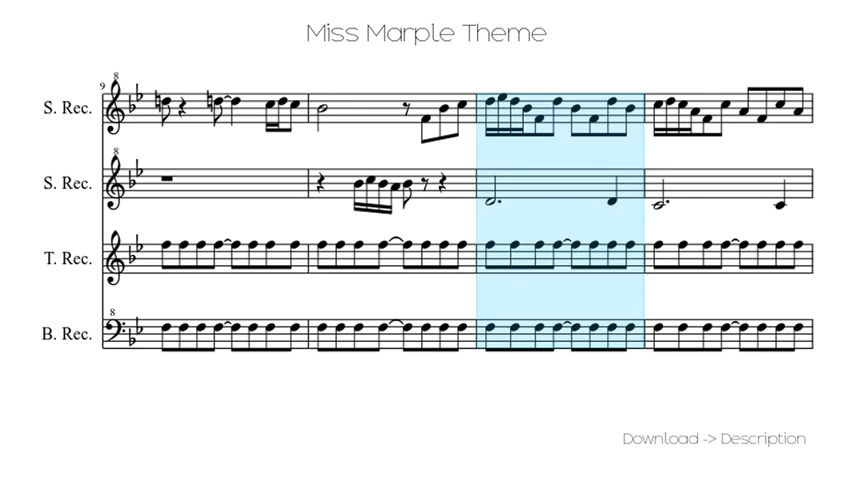 Miss Marple Theme
8
9
S. Rec.
8
S. Rec.
T. Rec.
8
B. Rec.
Download -> Description